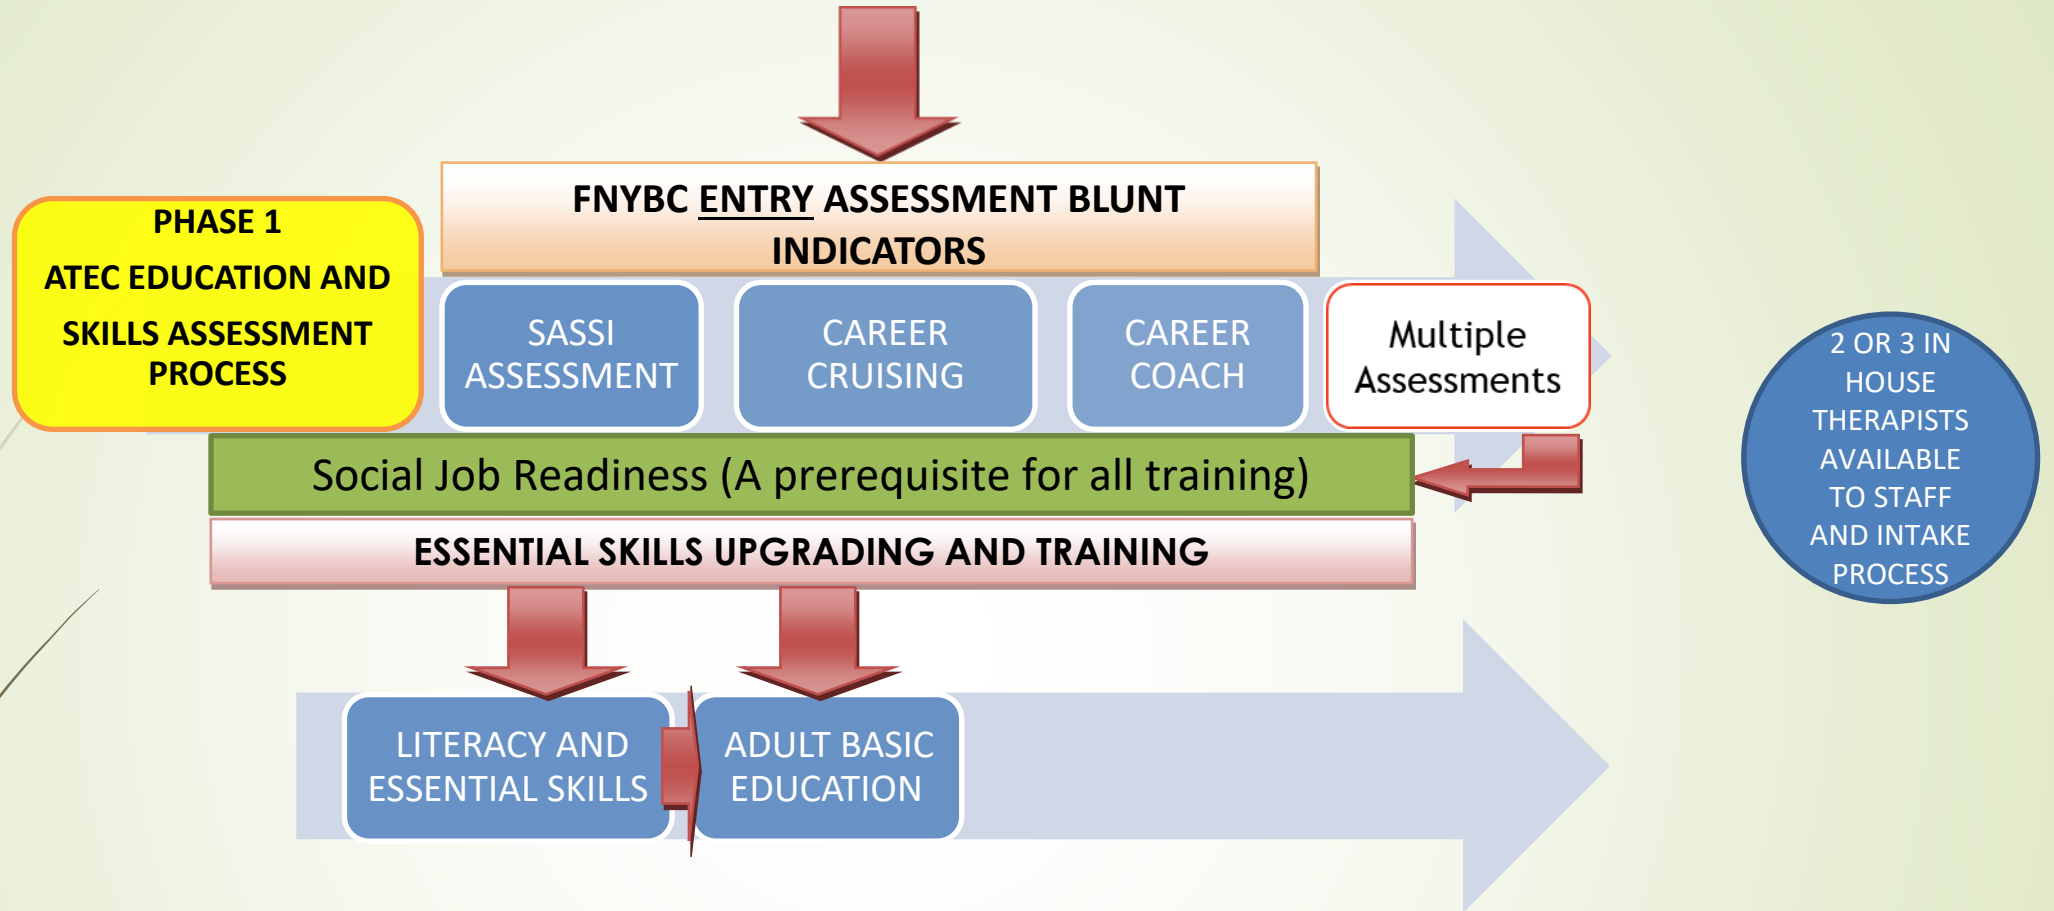 PHASE 1
ATEC EDUCATION AND
SKILLS ASSESSMENT
PROCESS
FNYBC ENTRY ASSESSMENT BLUNT
INDICATORS
SASSI
ASSESSMENT
CAREER
CRUISING
CAREER
COACH
Multiple
Assessments
Social Job Readiness (A prerequisite for all training)
ESSENTIAL SKILLS UPGRADING AND TRAINING
LITERACY AND
ESSENTIAL SKILLS
ADULT BASIC
EDUCATION
2 OR 3 IN
HOUSE
THERAPISTS
AVAILABLE
TO STAFF
AND INTAKE
PROCESS